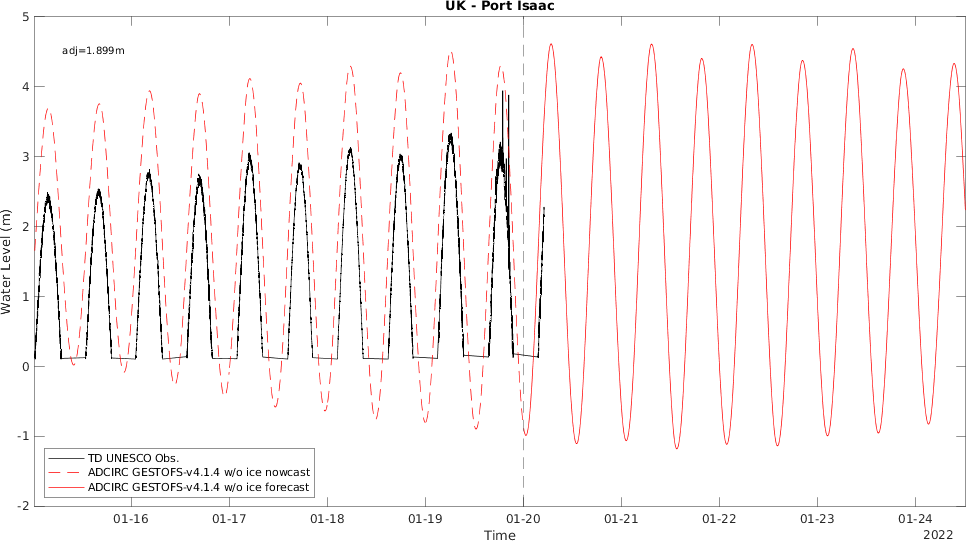 UK - Port Isaac
adj=1.899m
5
4
3
2
1
0
-1
-2
Water Level (m)
TD UNESCO Obs.
ADCIRC GESTOFS-v4.1.4 w/o ice nowcast
ADCIRC GESTOFS-v4.1.4 w/o ice forecast
01-16 01-17 01-18 01-19 01-20 01-21 01-22 01-23 01-24
Time
2022